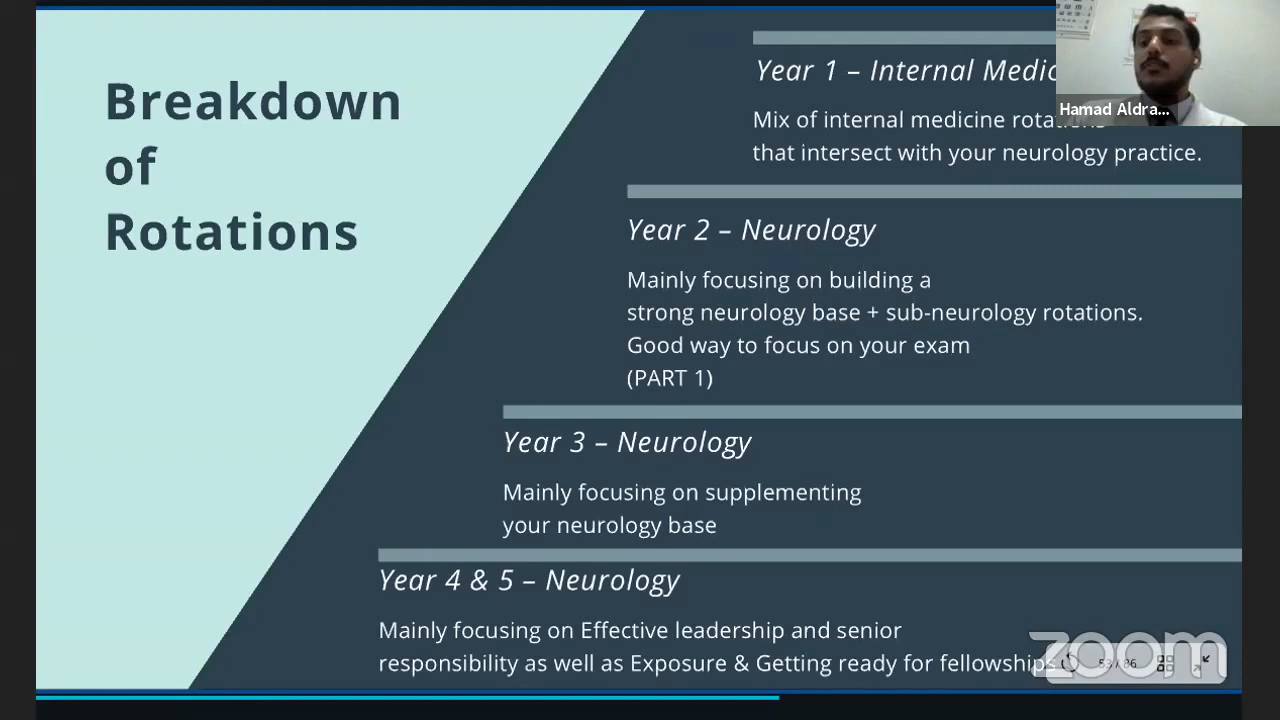 Breakdown
of
Rotations
Year 1 – Internal
Mix of internal medicine
that intersect with your neurology practice.
Year 2 – Neurology
Mainly focusing on building a
strong neurology base + sub-neurology rotations.
Good way to focus on your exam
(PART 1)
Year 3 – Neurology
Mainly focusing on supplementing
your neurology base
Year 4 & 5 – Neurology
Mainly focusing on Effective leadership and senior
responsibility as well as Exposure & Getting ready for fellowships
Hamad Aldra...
zoom
53 / 86